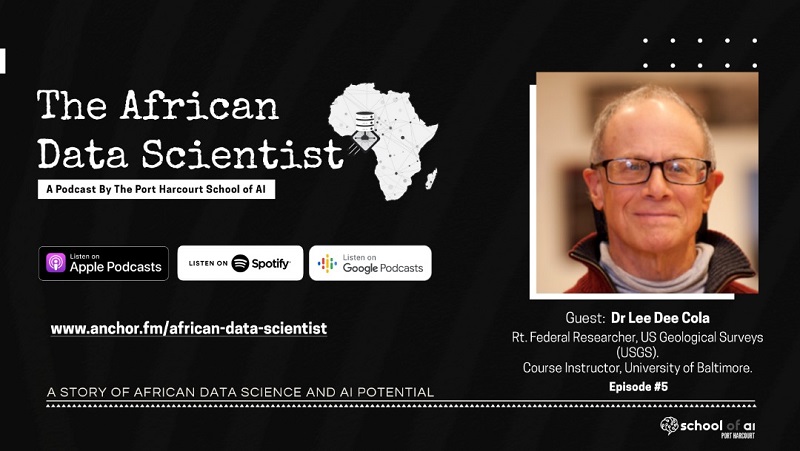 The African
Data Scientist
A Podcast By The Port Harcourt School of AI
Listen on
Apple Podcasts
LISTEN ON
Spotify
Listen on
Google Podcasts
www.anchor.fm/african-data-scientist
A STORY OF AFRICAN DATA SCIENCE AND AI POTENTIAL
Guest: Dr Lee Dee Cola
Rt. Federal Researcher, US Geological Surveys
(USGS).
Course Instructor, University of Baltimore.
Episode #5
school of ai
PORT HARCOURT